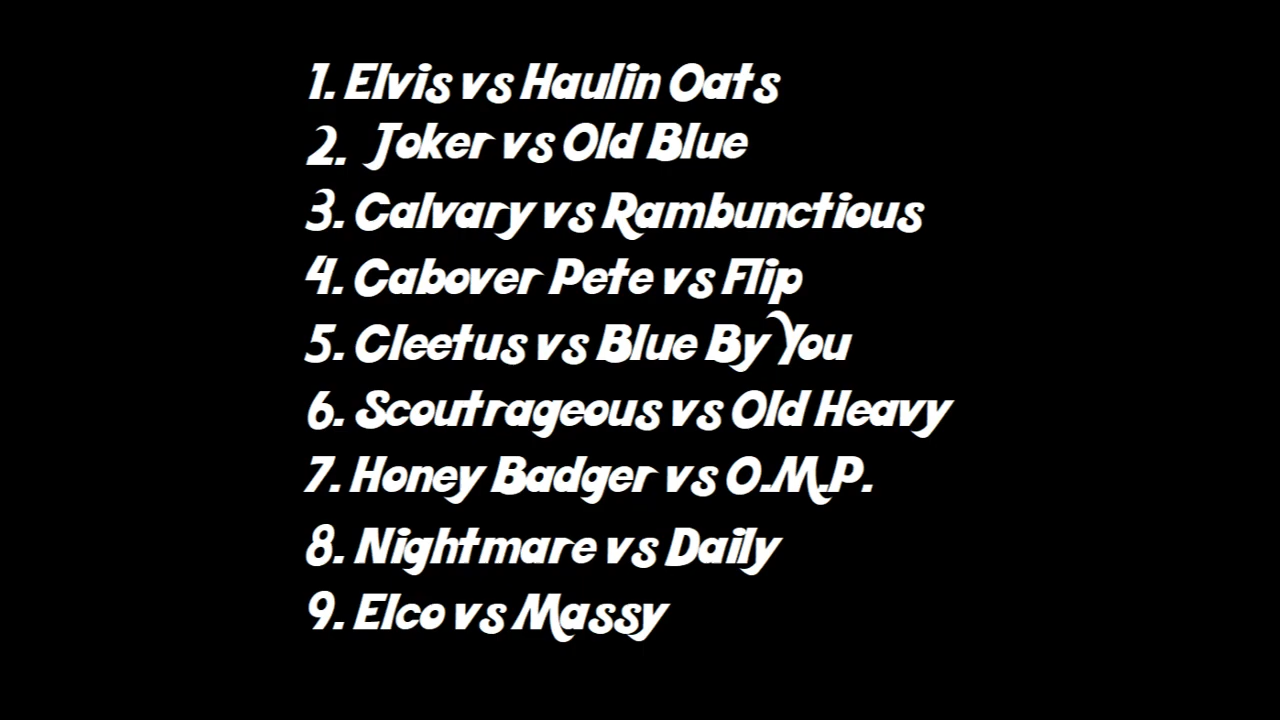 1. Elvis vs Haulin Oats
2. Joker vs Old Blue
3. Calvary vs Rambunctious
4. Cabover Pete vs Flip
5. Cleetus vs Blue By You
6. Scoutrageous vs Old Heavy
7. Honey Badger vs O.M.P.
8. Nightmare vs Daily
9. Elco vs Massy